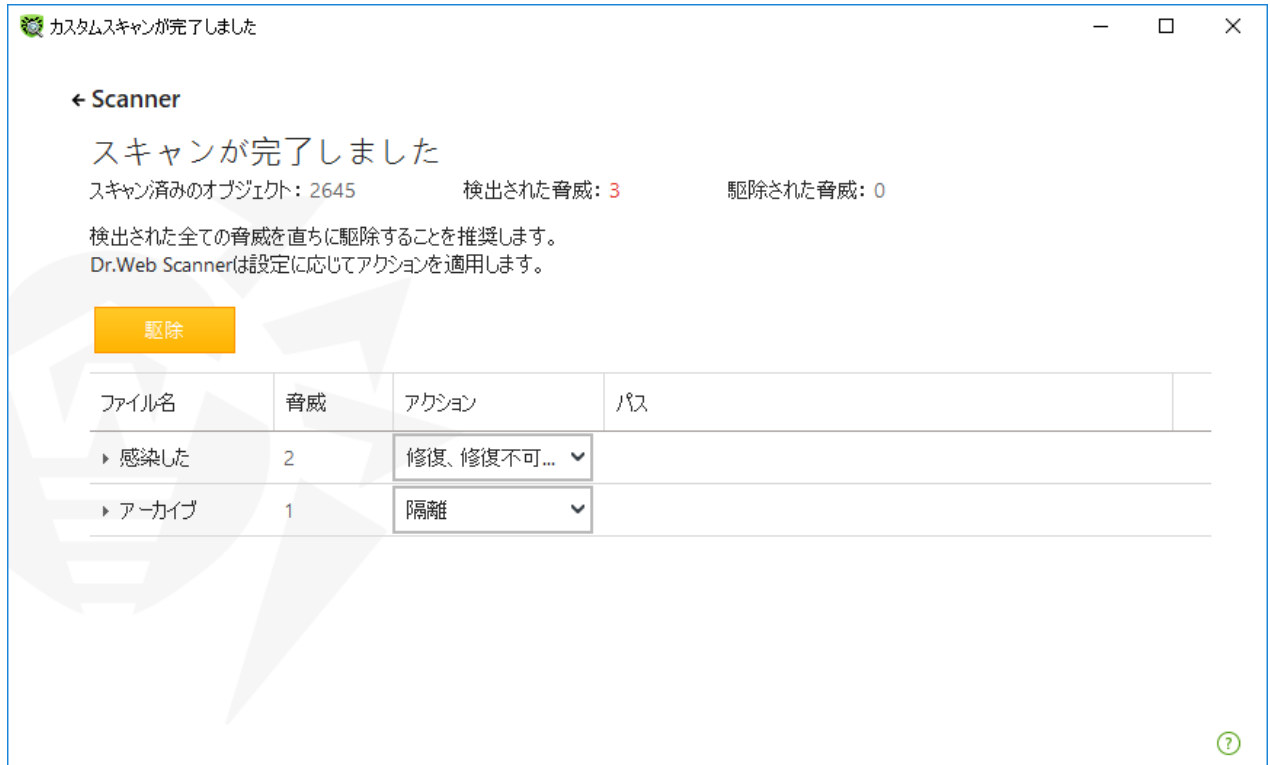 カスタムスキャンが完了しました
Scanner
スキャンが完了しました
スキャン済みのオブジェクト: 2645 検出された脅威: 3 駆除された脅威: 0
検出された全ての脅威を直ちに駆除することを推奨します。
Dr.Web Scannerは設定に応じてアクションを適用します。
駆除
ファイル名 脅威 アクション パス
感染した 2 修復、修復不可...
アーカイブ 1 隔離
?